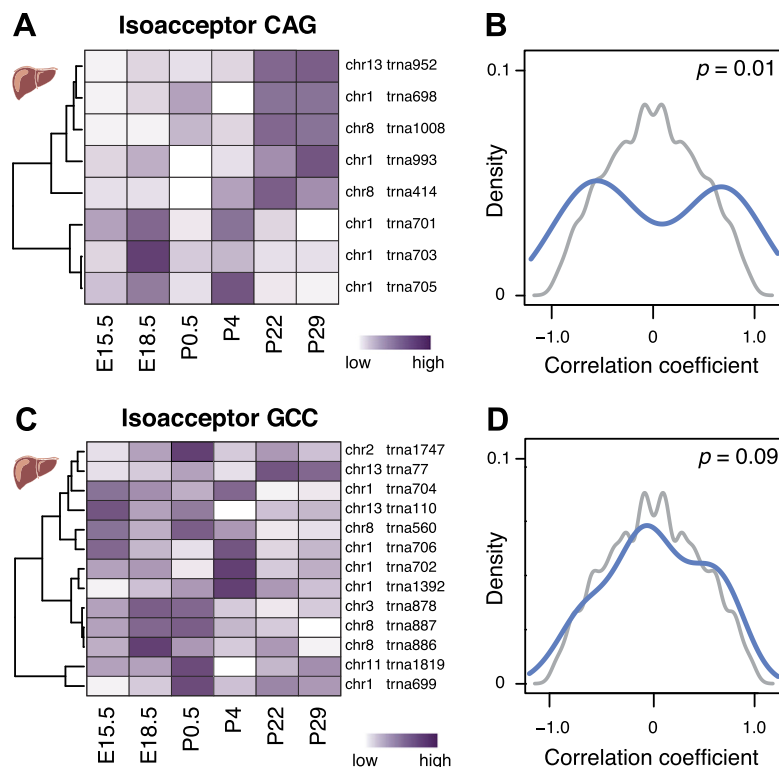 A
Isoacceptor CAG
chr13 trna952
chr1 trna698
chr8 trna1008
chr1 trna993
chr8 trna414
chr1 trna701
chr1 trna703
chr1 trna705
E15.5 E18.5 P0.5 P4 P22 P29
low high
B
p = 0.01
0.1
0
Density
−1.0 0 1.0
Correlation coefficient
C
Isoacceptor GCC
chr2 trna1747
chr13 trna77
chr1 trna704
chr13 trna110
chr8 trna560
chr1 trna706
chr1 trna702
chr1 trna1392
chr3 trna878
chr8 trna887
chr8 trna886
chr11 trna1819
chr1 trna699
E15.5 E18.5 P0.5 P4 P22 P29
low high
D
p = 0.09
0.1
0
Density
−1.0 0 1.0
Correlation coefficient